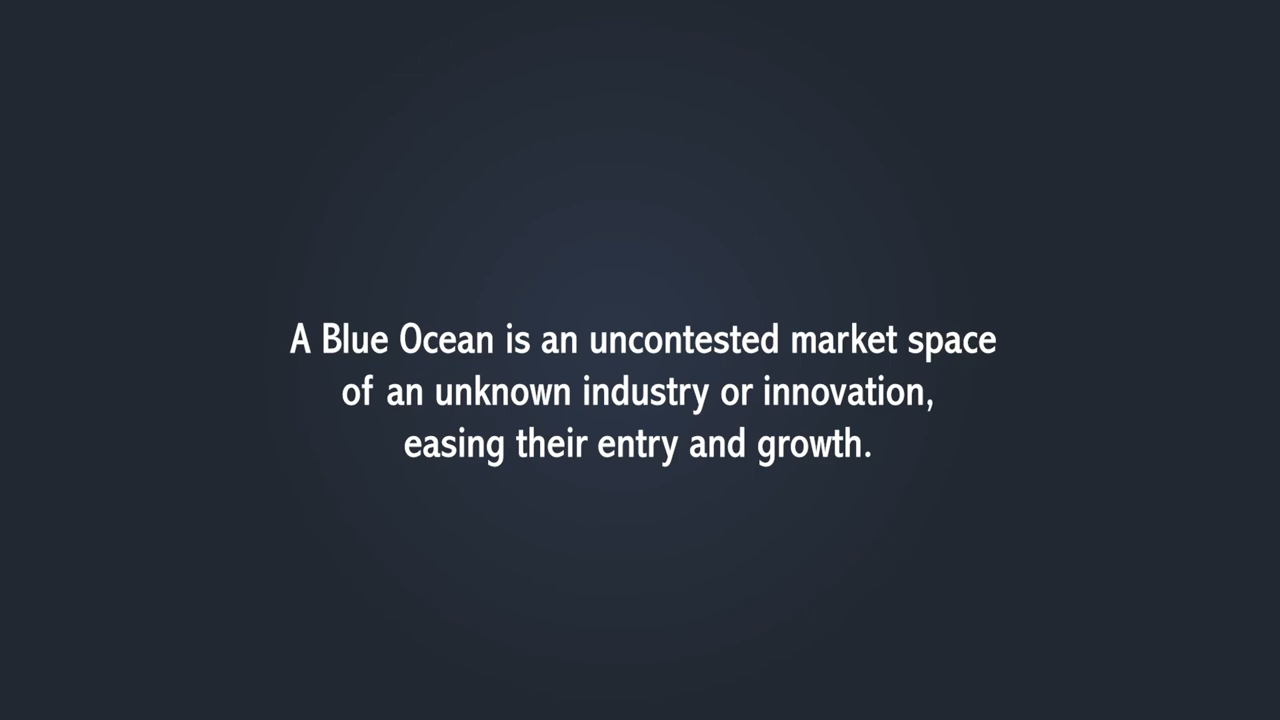 A Blue Ocean is an uncontested market space
of an unknown industry or innovation,
easing their entry and growth.